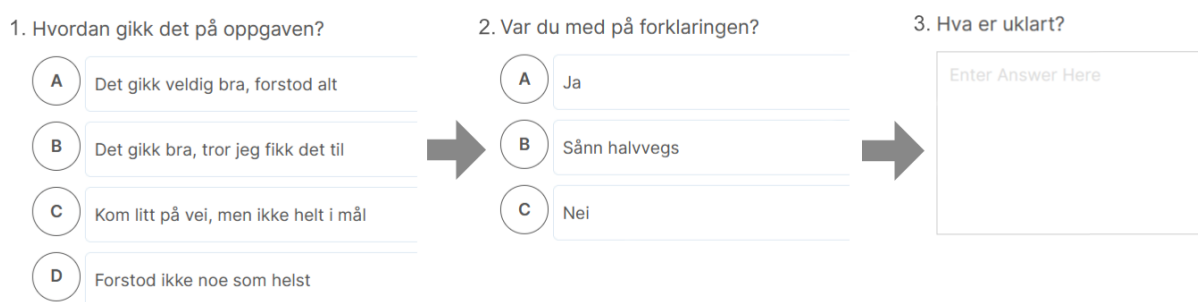 1. Hvordan gikk det på oppgaven?
A Det gikk veldig bra, forstod alt
B Det gikk bra, tror jeg fikk det til
C Kom litt på vei, men ikke helt i mål
D Forstod ikke noe som helst
2. Var du med på forklaringen?
A Ja
B Sånn halvvegs
C Nei
3. Hva er uklart?
Enter Answer Here